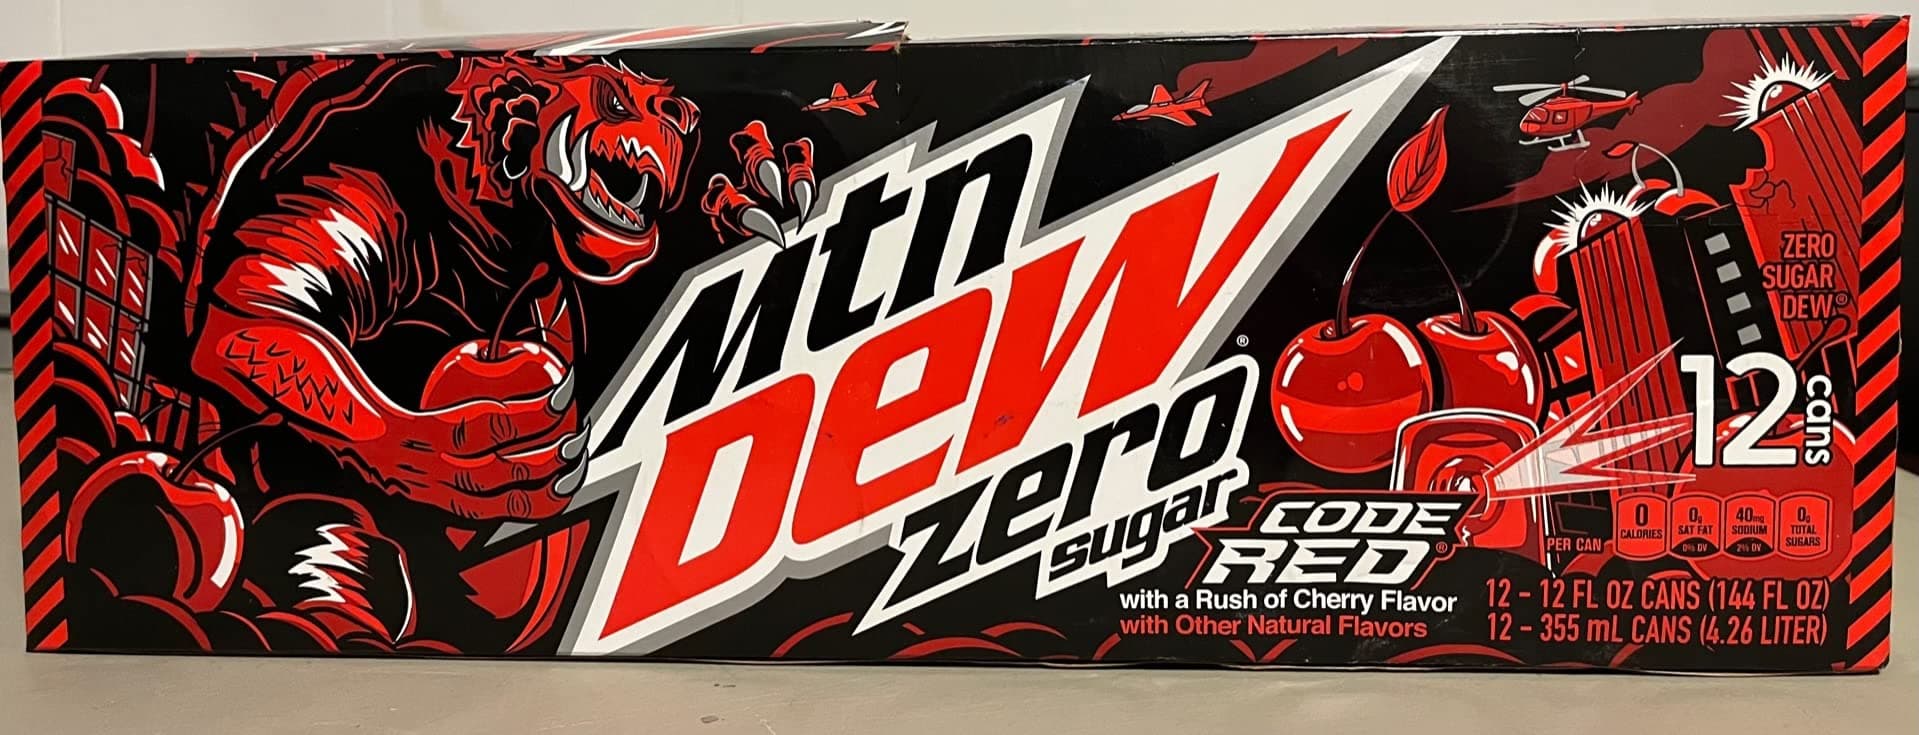 Mtn
DEW®
zero
sugar
CODE
RED®
with a Rush of Cherry Flavor
with Other Natural Flavors
ZERO
SUGAR
DEW®
12 cans
PER CAN
0 CALORIES
0g SAT FAT 0% DV
40mg SODIUM 2% DV
0g TOTAL SUGARS
12 – 12 FL OZ CANS (144 FL OZ)
12 – 355 mL CANS (4.26 LITER)